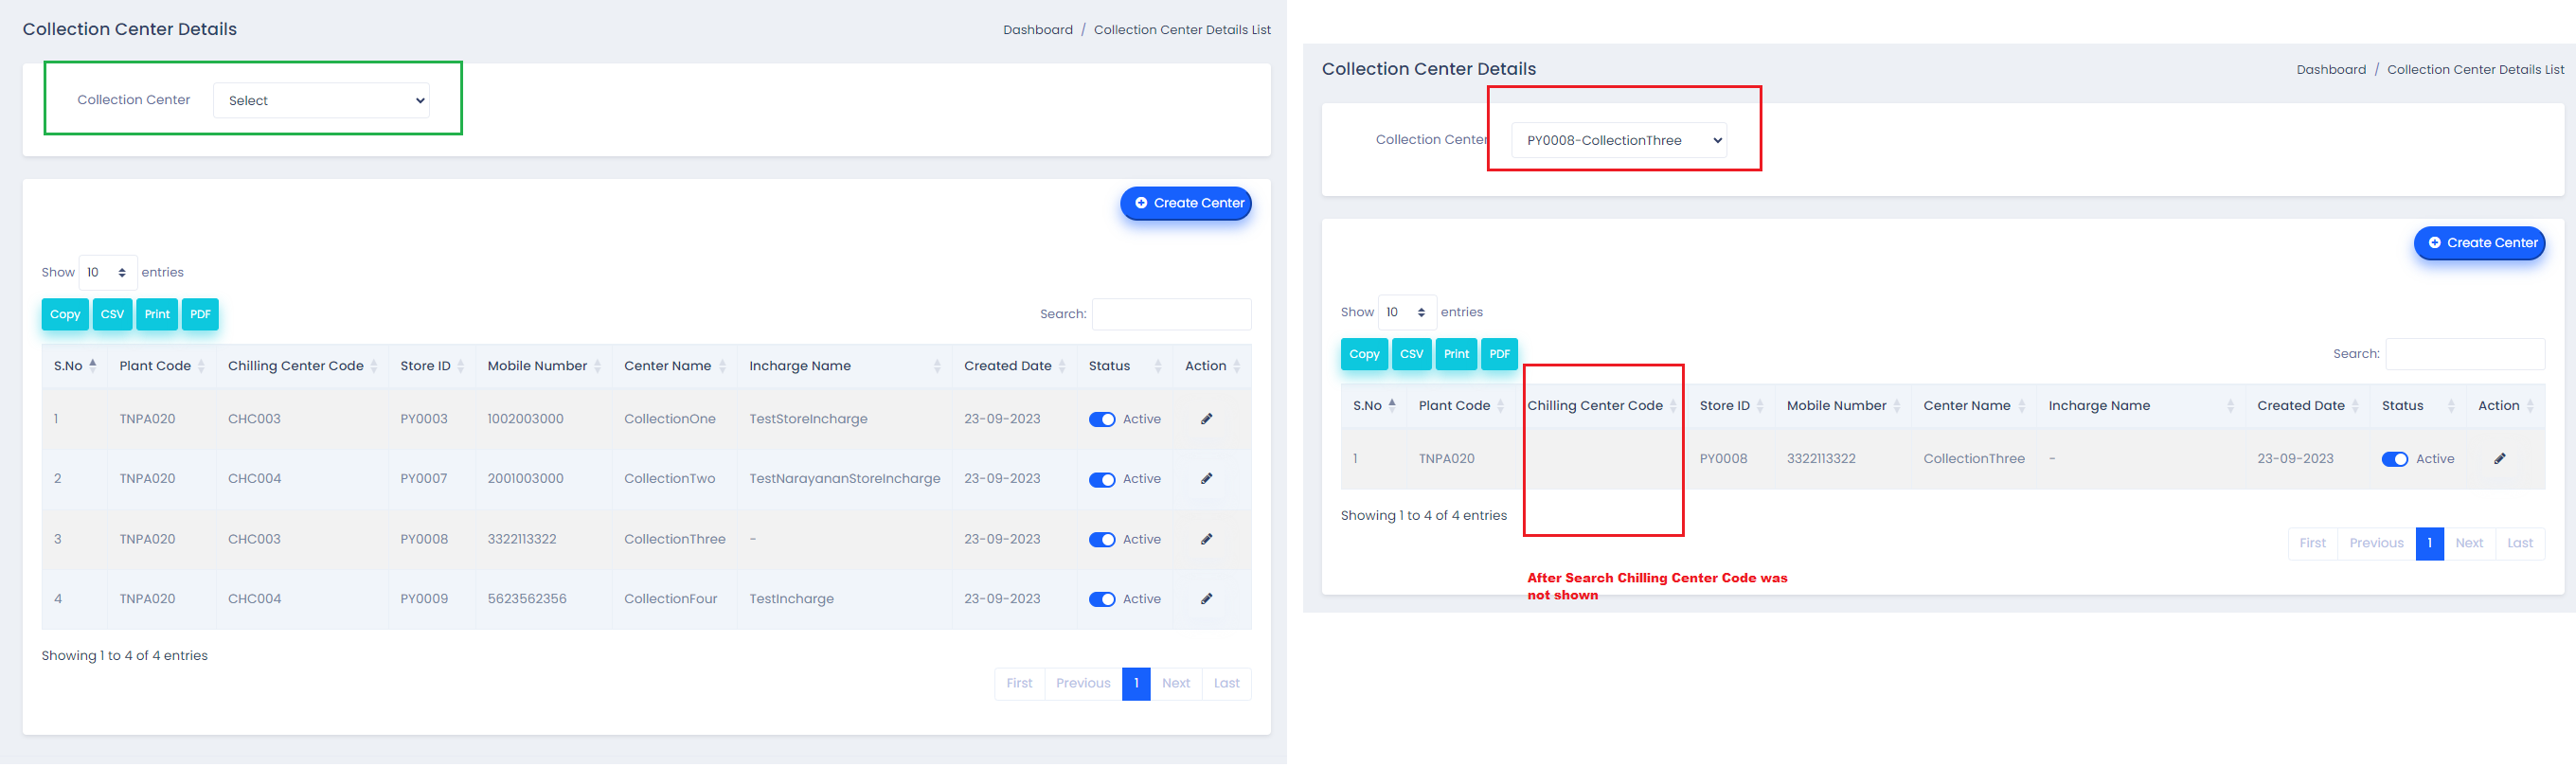 Collection Center Details
Dashboard / Collection Center Details List
Collection Center Select
Create Center
Show 10 entries
Copy CSV Print PDF Search:
S.No Plant Code Chilling Center Code Store ID Mobile Number Center Name Incharge Name Created Date Status Action
1 TNPA020 CHC003 PY0003 1002003000 CollectionOne TestStoreIncharge 23-09-2023 Active
2 TNPA020 CHC004 PY0007 2001003000 CollectionTwo TestNarayananStoreIncharge 23-09-2023 Active
3 TNPA020 CHC003 PY0008 3322113322 CollectionThree - 23-09-2023 Active
4 TNPA020 CHC004 PY0009 5623562356 CollectionFour TestIncharge 23-09-2023 Active
Showing 1 to 4 of 4 entries
First Previous 1 Next Last
Collection Center Details
Dashboard / Collection Center Details List
Collection Center PY0008-CollectionThree
Create Center
Show 10 entries
Copy CSV Print PDF Search:
S.No Plant Code Chilling Center Code Store ID Mobile Number Center Name Incharge Name Created Date Status Action
1 TNPA020 PY0008 3322113322 CollectionThree - 23-09-2023 Active
Showing 1 to 4 of 4 entries
First Previous 1 Next Last
After Search Chilling Center Code was
not shown